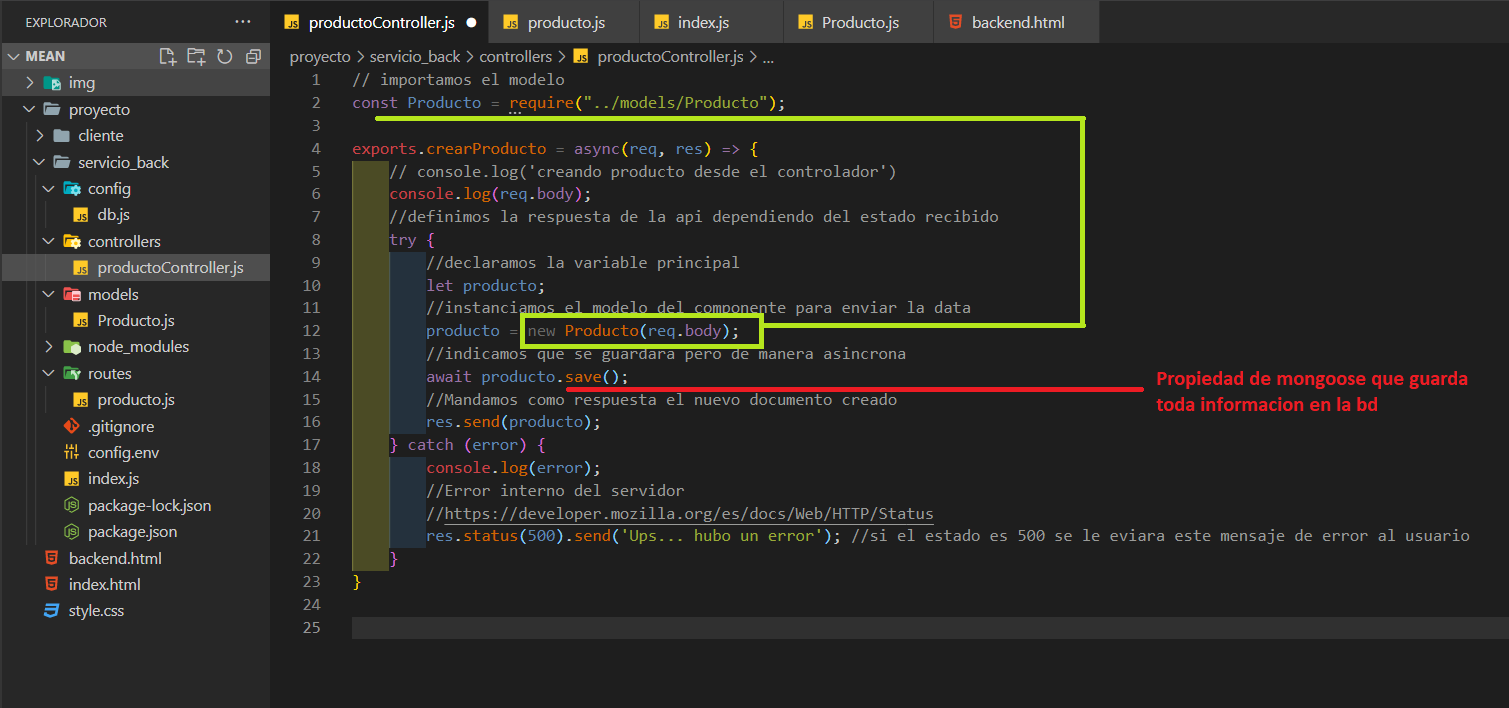 EXPLORADOR ···
productoController.js
producto.js
index.js
Producto.js
backend.html
MEAN
img
proyecto
cliente
servicio_back
config
db.js
controllers
productoController.js
models
Producto.js
node_modules
routes
producto.js
.gitignore
config.env
index.js
package-lock.json
package.json
backend.html
index.html
style.css
proyecto > servicio_back > controllers > productoController.js > ...
1 // importamos el modelo
2 const Producto = require("../models/Producto");
3
4 exports.crearProducto = async(req, res) => {
5 // console.log('creando producto desde el controlador')
6 console.log(req.body);
7 //definimos la respuesta de la api dependiendo del estado recibido
8 try {
9 //declaramos la variable principal
10 let producto;
11 //instanciamos el modelo del componente para enviar la data
12 producto = new Producto(req.body);
13 //indicamos que se guardara pero de manera asincrona
14 await producto.save();
15 //Mandamos como respuesta el nuevo documento creado
16 res.send(producto);
17 } catch (error) {
18 console.log(error);
19 //Error interno del servidor
20 //https://developer.mozilla.org/es/docs/Web/HTTP/Status
21 res.status(500).send('Ups... hubo un error'); //si el estado es 500 se le eviara este mensaje de error al usuario
22 }
23 }
24
25
Propiedad de mongoose que guarda
toda informacion en la bd